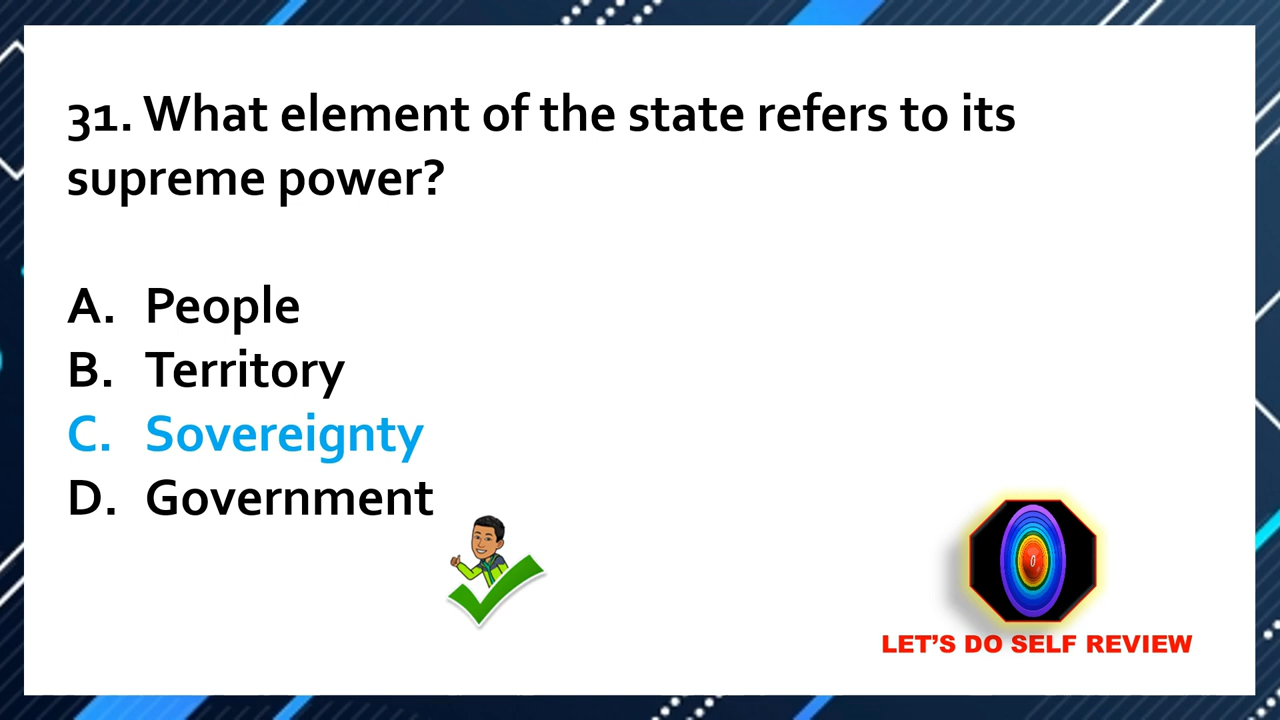 31. What element of the state refers to its
supreme power?
A. People
B. Territory
C. Sovereignty
D. Government
LET'S DO SELF REVIEW